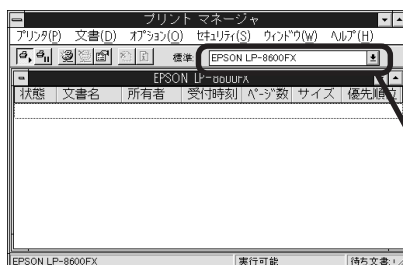 プリント マネージャ
プリンタ(P) 文書(D) オプション(O) セキュリティ(S) ウィンドウ(W) ヘルプ(H)
標準: EPSON LP-8600FX
EPSON LP-8600FX
状態 文書名 所有者 受付時刻 ページ数 サイズ 優先順位
EPSON LP-8600FX 実行可能 待ち文書: